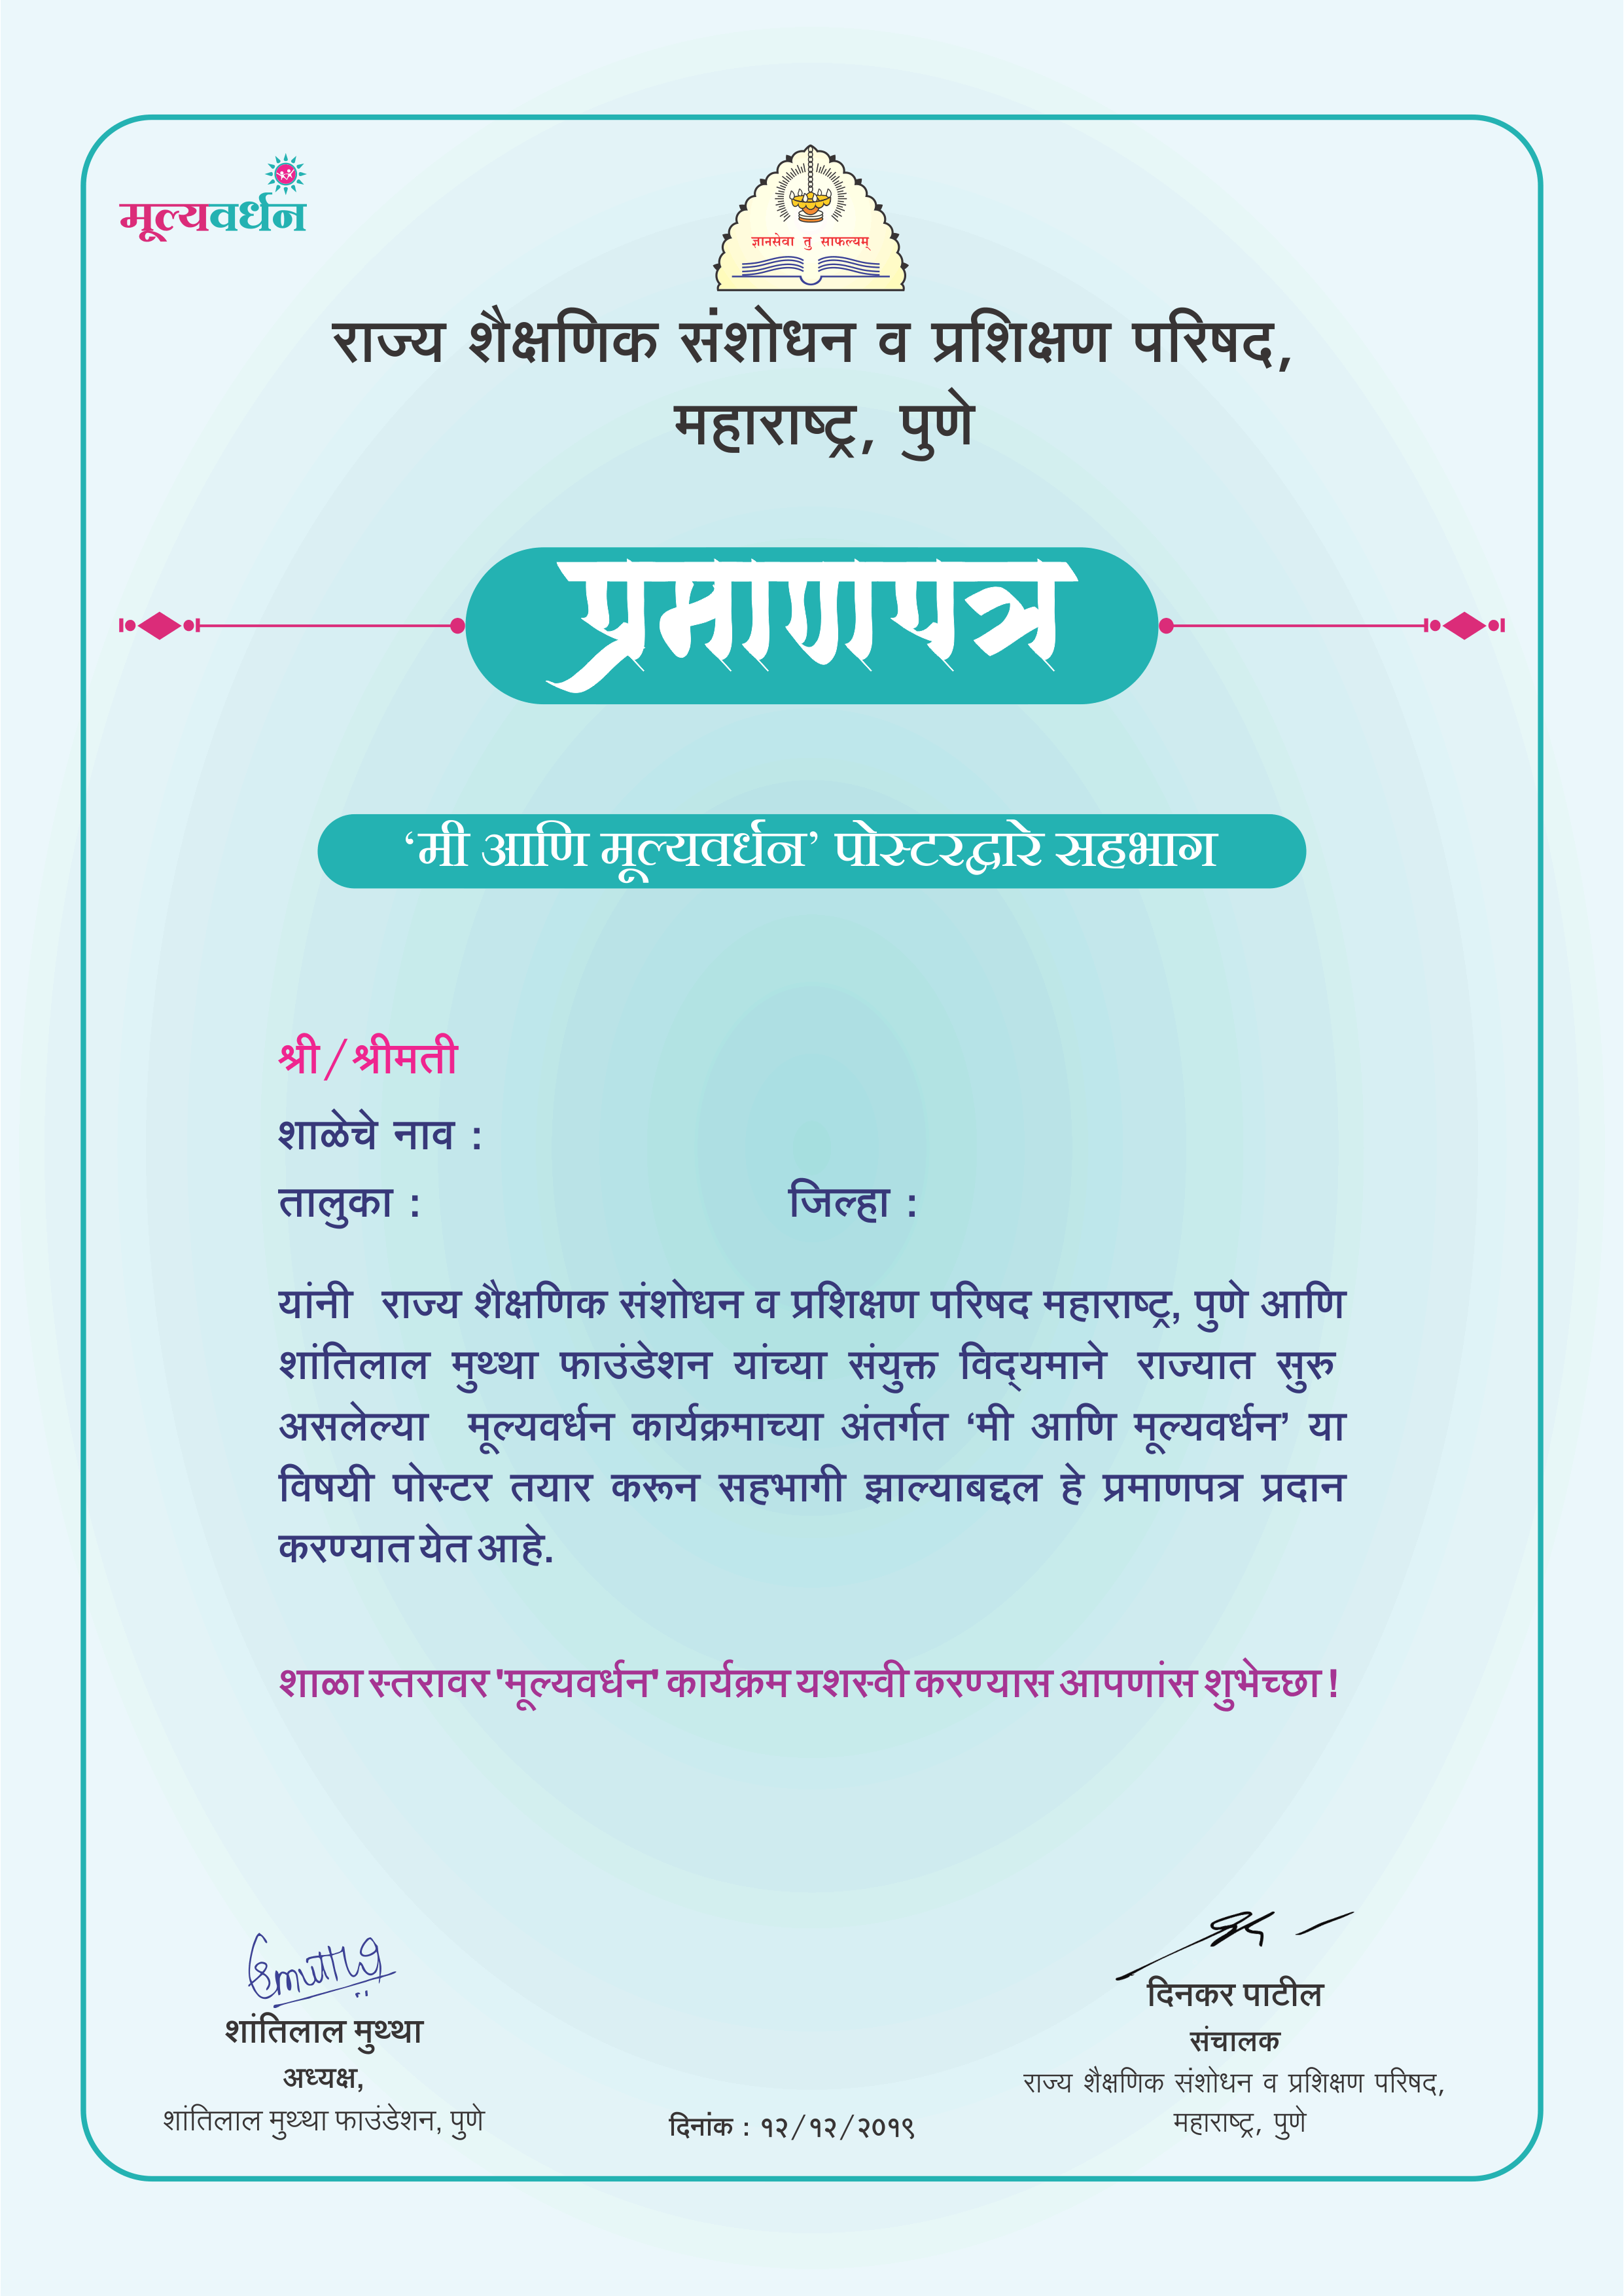 मूल्यवर्धन
ज्ञानसेवा तु साफल्यम्
राज्य शैक्षणिक संशोधन व प्रशिक्षण परिषद,
महाराष्ट्र, पुणे
प्रमाणपत्र
‘मी आणि मूल्यवर्धन’ पोस्टरद्वारे सहभाग
श्री/श्रीमती
शाळेचे नाव :
तालुका : जिल्हा :
यांनी राज्य शैक्षणिक संशोधन व प्रशिक्षण परिषद महाराष्ट्र, पुणे आणि
शांतिलाल मुथ्था फाउंडेशन यांच्या संयुक्त विद्‌यमाने राज्यात सुरु
असलेल्या मूल्यवर्धन कार्यक्रमाच्या अंतर्गत ‘मी आणि मूल्यवर्धन’ या
विषयी पोस्टर तयार करून सहभागी झाल्याबद्दल हे प्रमाणपत्र प्रदान
करण्यात येत आहे.
शाळा स्तरावर 'मूल्यवर्धन' कार्यक्रम यशस्वी करण्यास आपणांस शुभेच्छा !
Smuttha
शांतिलाल मुथ्था
अध्यक्ष,
शांतिलाल मुथ्था फाउंडेशन, पुणे
दिनांक : १२/१२/२०१९
दिनकर पाटील
संचालक
राज्य शैक्षणिक संशोधन व प्रशिक्षण परिषद,
महाराष्ट्र, पुणे